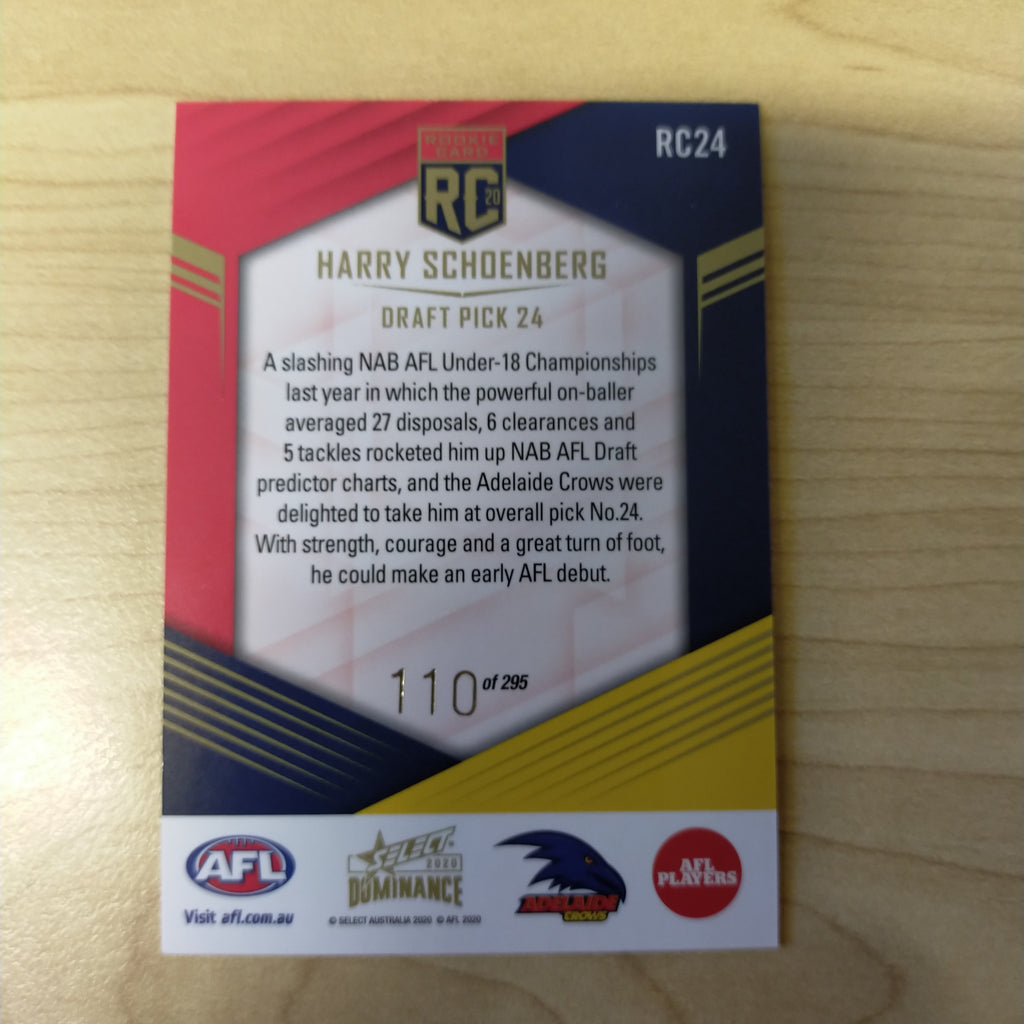 RC24
ROOKIE
CARD
RC
20
HARRY SCHOENBERG
DRAFT PICK 24
A slashing NAB AFL Under-18 Championships
last year in which the powerful on-baller
averaged 27 disposals, 6 clearances and
5 tackles rocketed him up NAB AFL Draft
predictor charts, and the Adelaide Crows were
delighted to take him at overall pick No.24.
With strength, courage and a great turn of foot,
he could make an early AFL debut.
110 of 295
AFL
Visit afl.com.au
SELECT
2020
DOMINANCE
© SELECT AUSTRALIA 2020 © AFL 2020
ADELAIDE
CROWS
AFL
PLAYERS